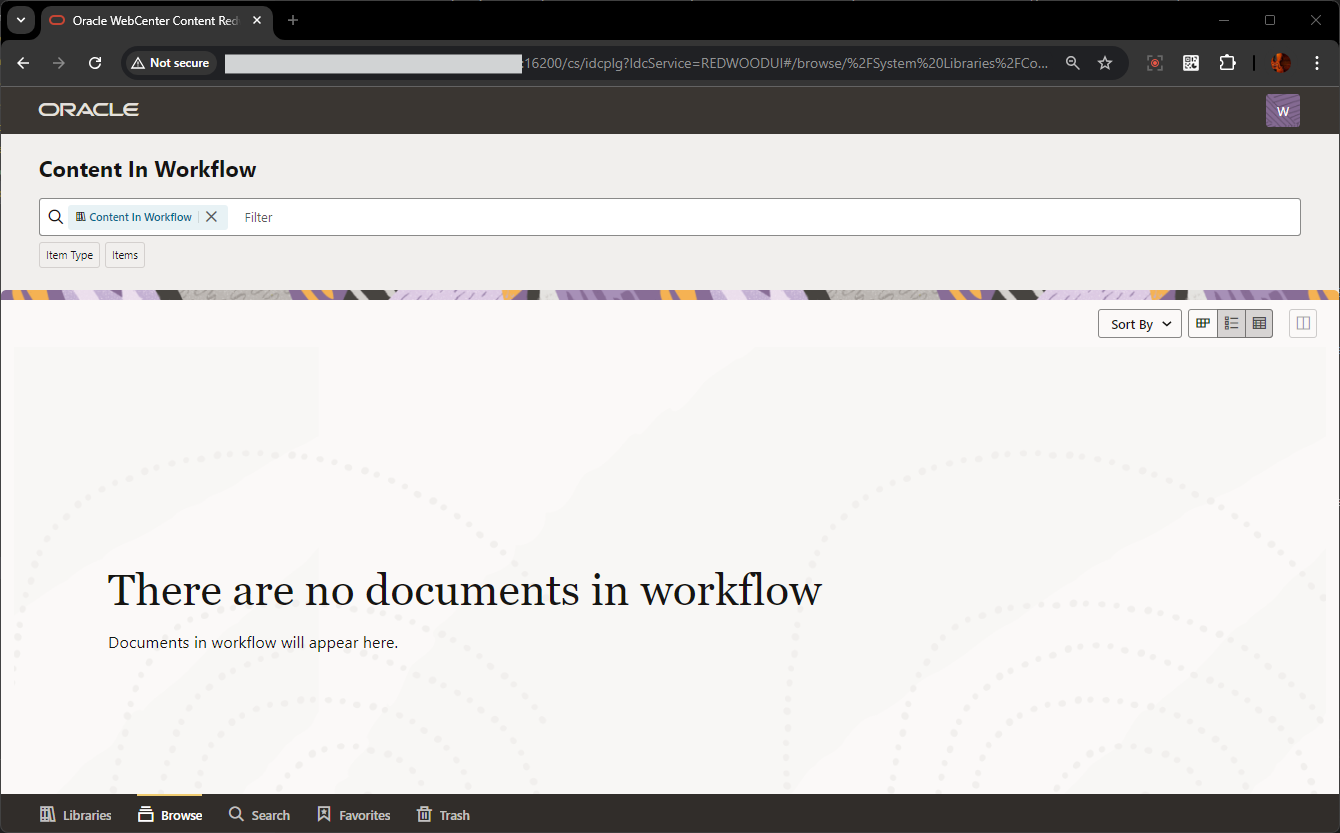 Oracle WebCenter Content Red
Not secure
:16200/cs/idcplg?IdcService=REDWOODUI#/browse/%2FSystem%20Libraries%2FCo...
ORACLE
W
Content In Workflow
Content In Workflow
Filter
Item Type
Items
Sort By
There are no documents in workflow
Documents in workflow will appear here.
Libraries
Browse
Search
Favorites
Trash